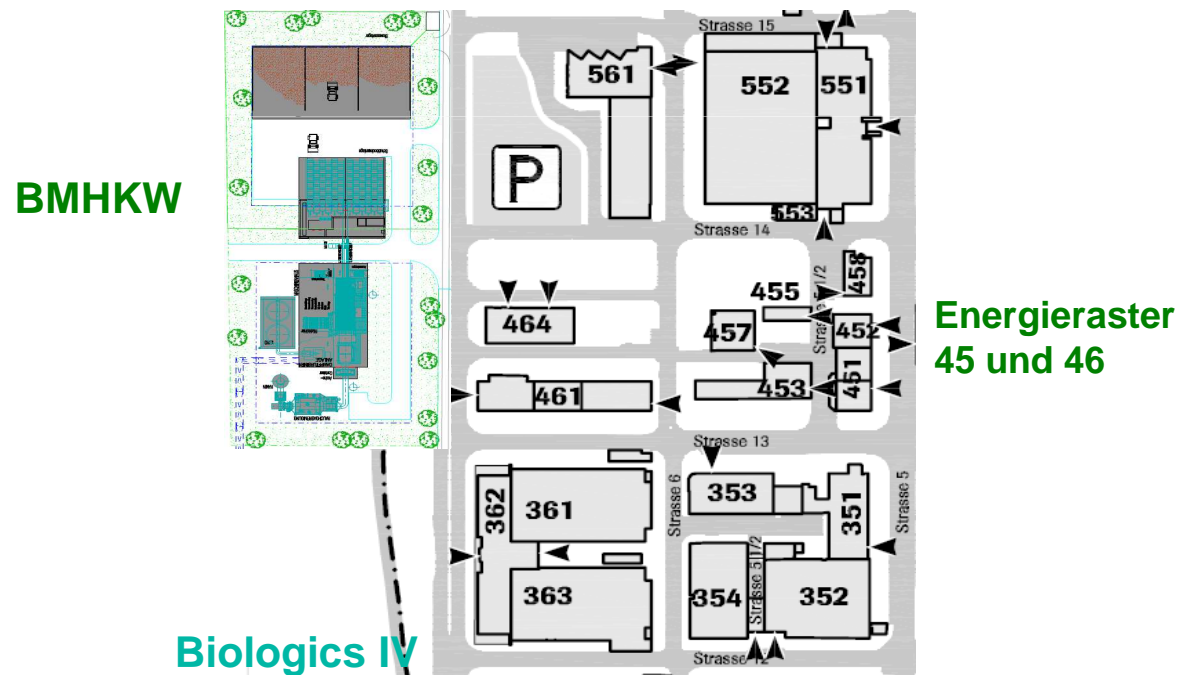 Strasse 15
561
552
551
P
BMHKW
553
Strasse 14
458
455
Strasse 5 1/2
464
457
452
Energieraster
45 und 46
461
453
451
Strasse 13
362
361
Strasse 6
353
351
Strasse 5
363
354
Strasse 5 1/2
352
Biologics IV
Strasse 12